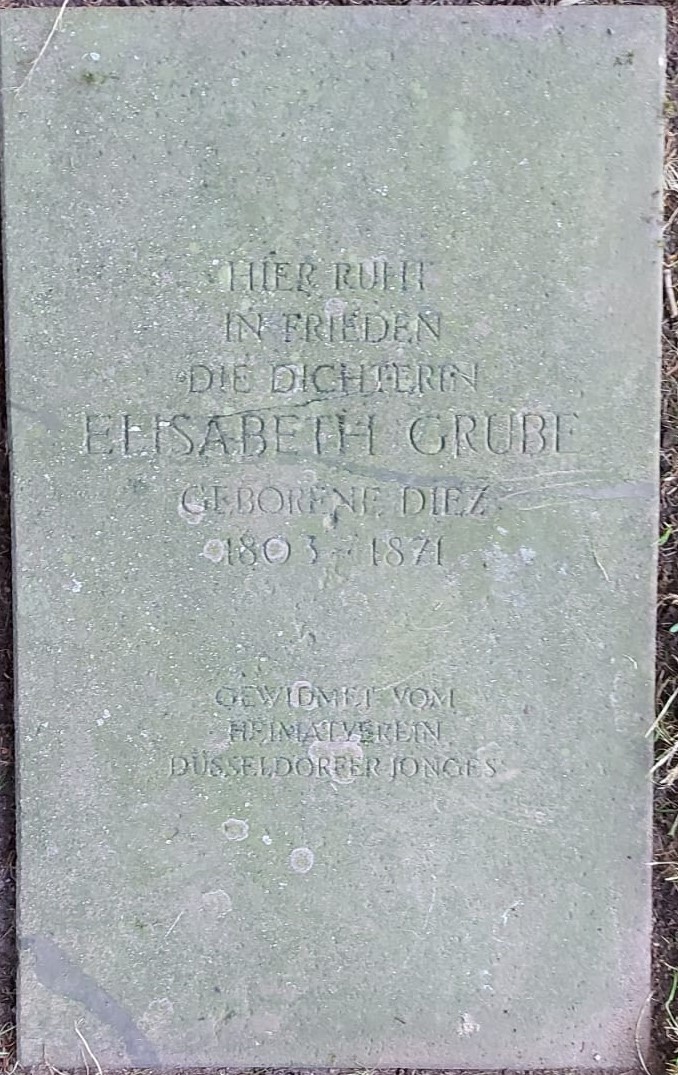 HIER RUHT
IN FRIEDEN
DIE DICHTERIN
ELISABETH GRUBE
GEBORENE DIEZ
1803 - 1871
GEWIDMET VOM
HEIMATVEREIN
DÜSSELDORFER JONGES